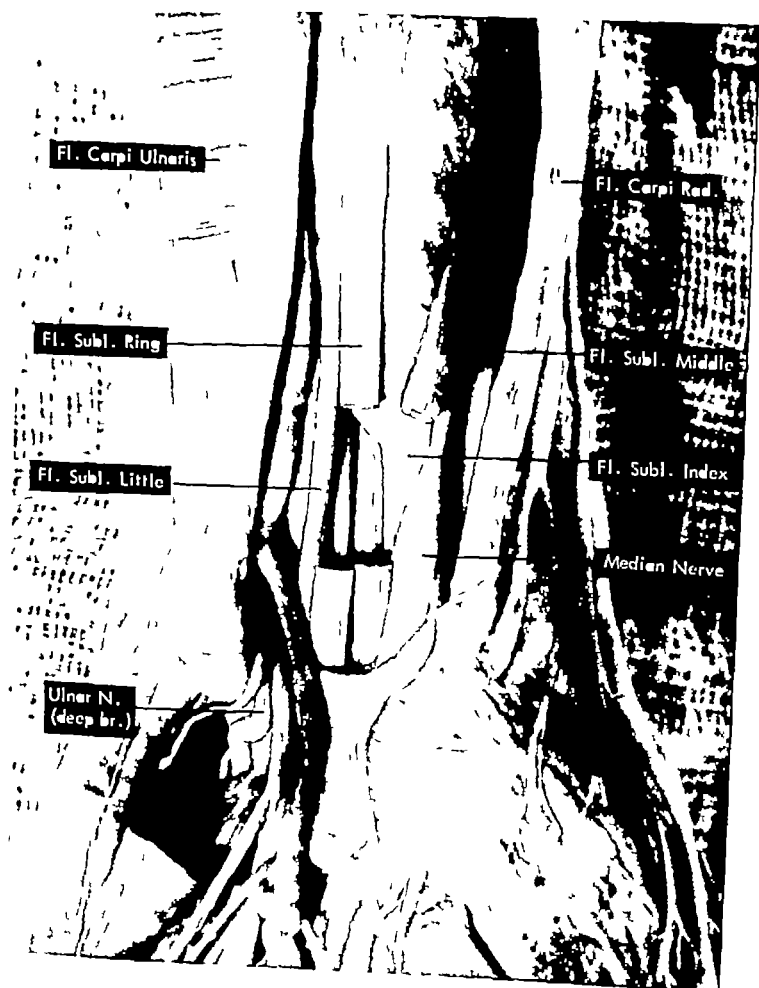 Fl. Carpi Ulnaris
Fl. Carpi Rad.
Fl. Subl. Ring
Fl. Subl. Middle
Fl. Subl. Little
Fl. Subl. Index
Median Nerve
Ulnar N.
(deep br.)